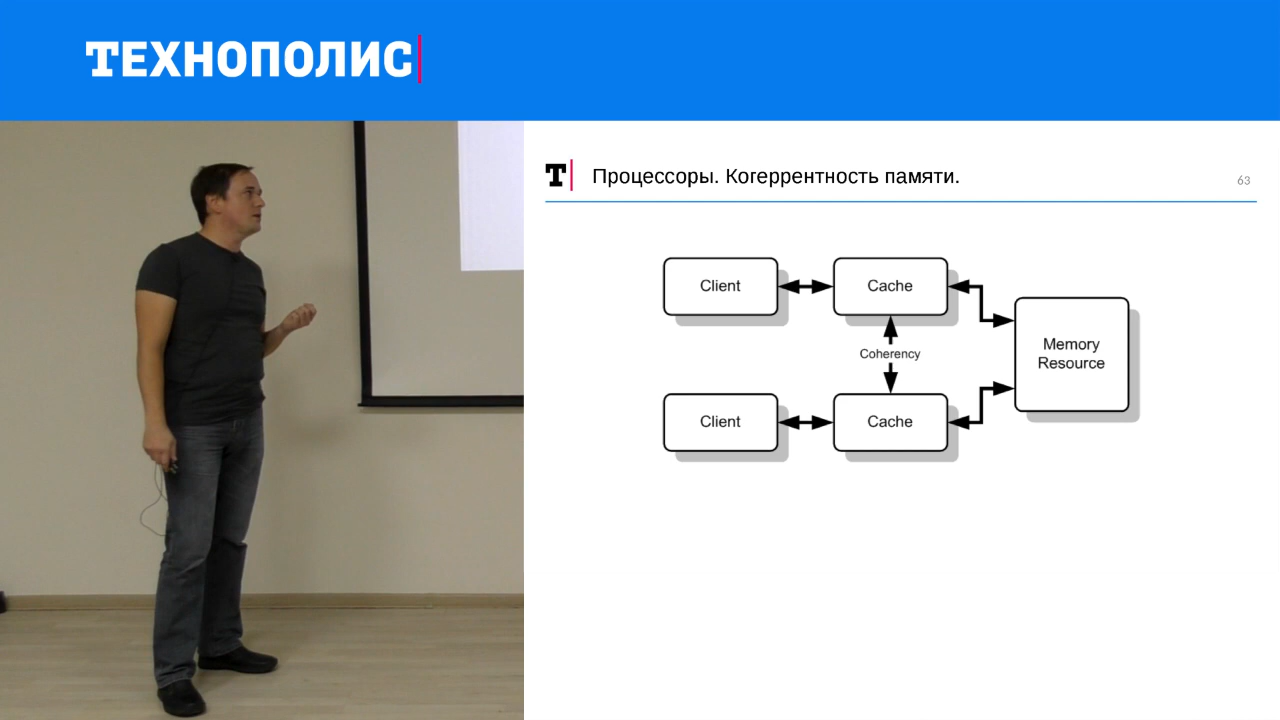 ТЕХНОПОЛИС
Т
Процессоры. Когеррентность памяти.
63
Client
Cache
Memory
Resource
Coherency
Client
Cache